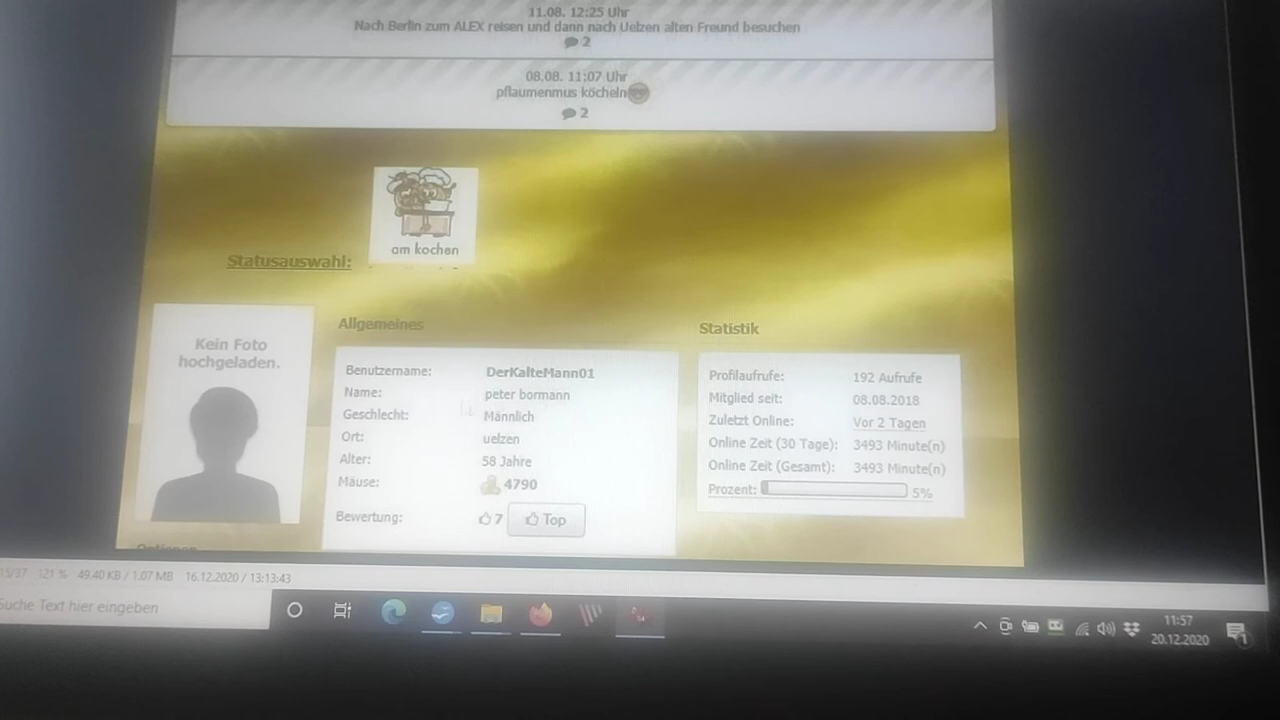 11.08. 12:25 Uhr
Nach Berlin zum ALEX reisen und dann nach Uelzen alten Freund besuchen
2
08.08. 11:07 Uhr
pflaumenmus köcheln
2
am kochen
Statusauswahl:
Kein Foto
hochgeladen.
Allgemeines
Benutzername: DerKalteMann01
Name: peter bormann
Geschlecht: Männlich
Ort: uelzen
Alter: 58 Jahre
Mäuse: 4790
Bewertung: 7 Top
Statistik
Profilaufrufe: 192 Aufrufe
Mitglied seit: 08.08.2018
Zuletzt Online: Vor 2 Tagen
Online Zeit (30 Tage): 3493 Minute(n)
Online Zeit (Gesamt): 3493 Minute(n)
Prozent: 5%
Optionen
15/37 121 % 49.40 KB / 1.07 MB 16.12.2020 / 13:13:43
Suche Text hier eingeben
11:57
20.12.2020
1